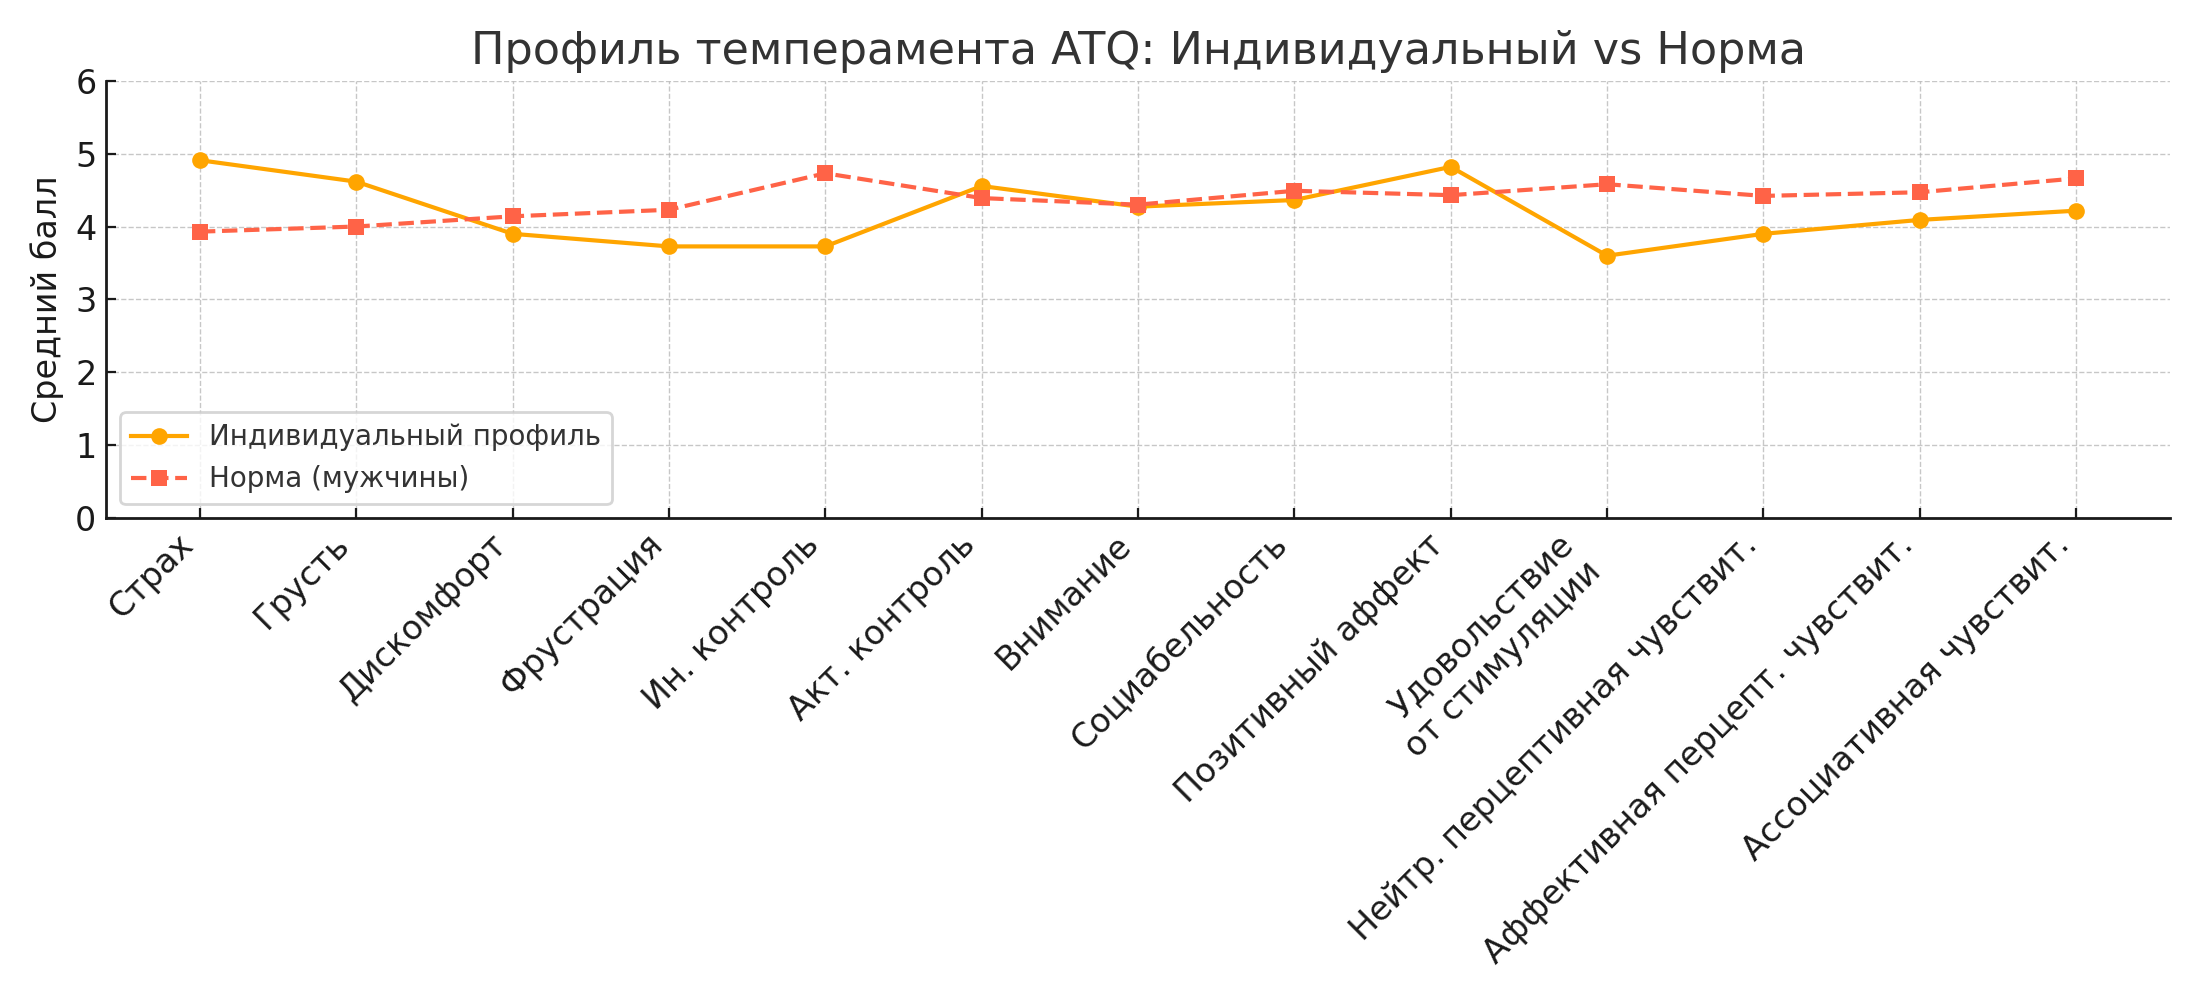 Профиль темперамента ATQ: Индивидуальный vs Норма
Средний балл
6
5
4
3
2
1
0
Индивидуальный профиль
Норма (мужчины)
Страх
Грусть
Дискомфорт
Фрустрация
Ин. контроль
Акт. контроль
Внимание
Социабельность
Позитивный аффект
Удовольствие
от стимуляции
Нейтр. перцептивная чувствит.
Аффективная перцепт. чувствит.
Ассоциативная чувствит.